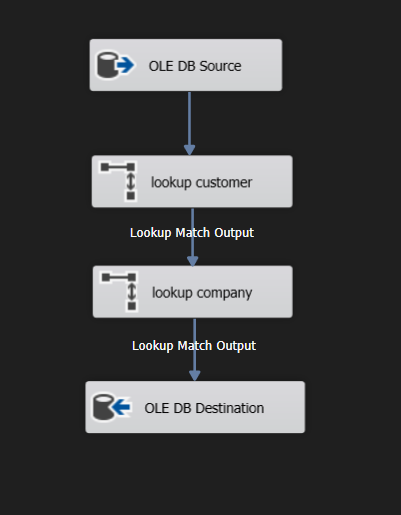 OLE DB Source
lookup customer
Lookup Match Output
lookup company
Lookup Match Output
OLE DB Destination